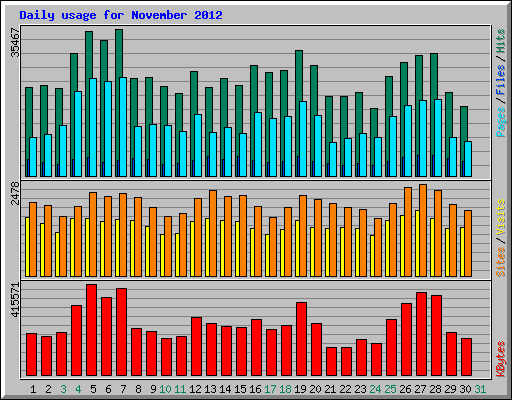 Daily usage for November 2012
35467
Pages / Files / Hits
2478
Sites / Visits
415571
KBytes
1 2 3 4 5 6 7 8 9 10 11 12 13 14 15 16 17 18 19 20 21 22 23 24 25 26 27 28 29 30 31